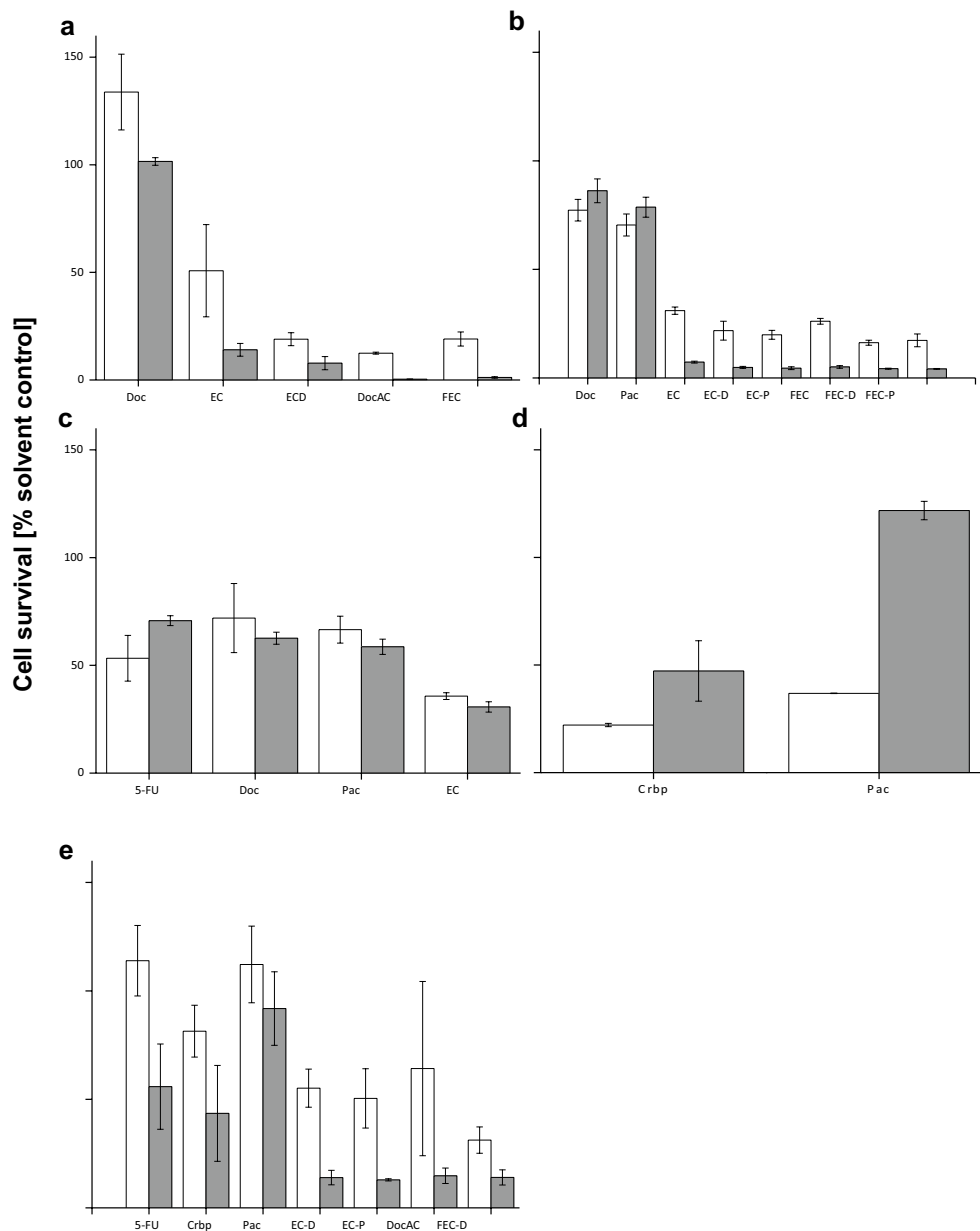 a
b
150
100
50
0
Doc EC ECD DocAC FEC
Doc Pac EC EC-D EC-P FEC FEC-D FEC-P
Cell survival [% solvent control]
c
d
150
100
50
0
5-FU Doc Pac EC
Crbp Pac
e
5-FU Crbp Pac EC-D EC-P DocAC FEC-D